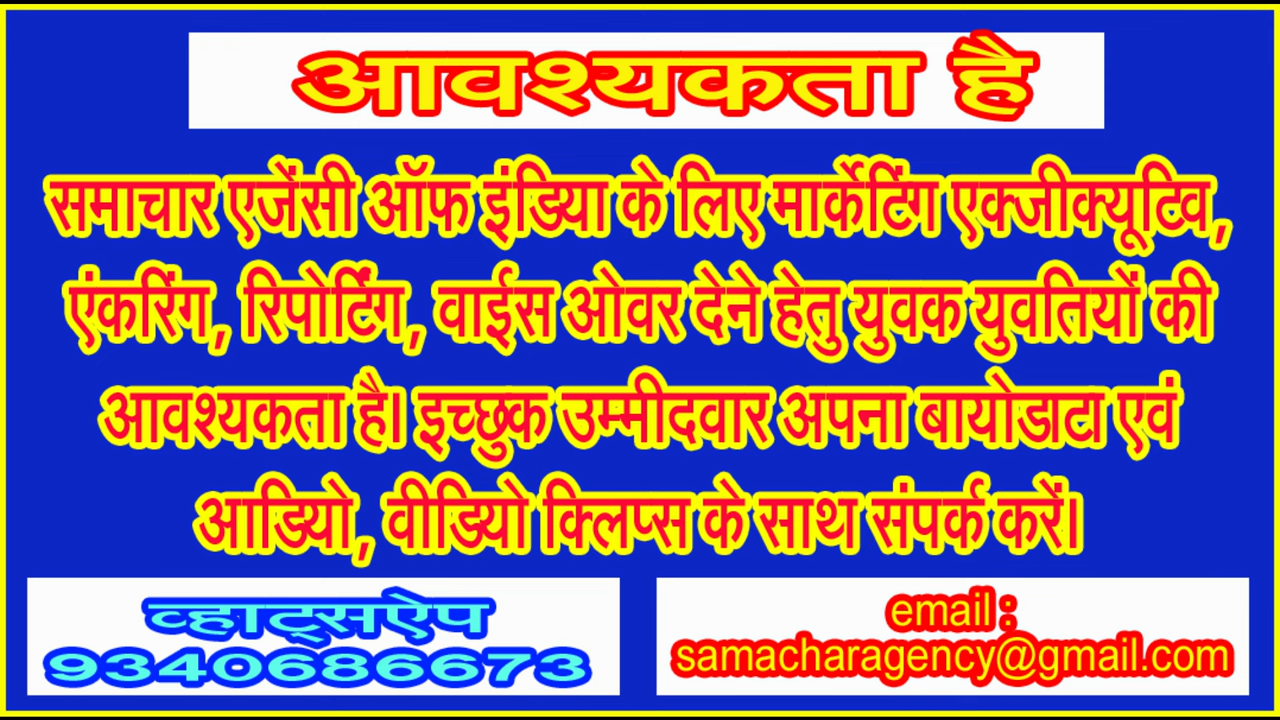 आवश्यकता है
समाचार एजेंसी ऑफ इंडिया के लिए मार्केटिंग एक्जीक्यूटिव,
एंकरिंग, रिपोर्टिंग, वाईस ओवर देने हेतु युवक युवतियों की
आवश्यकता है। इच्छुक उम्मीदवार अपना बायोडाटा एवं
आडियो, वीडियो क्लिप्स के साथ संपर्क करें।
व्हाट्सऐप
9340686673
email :
samacharagency@gmail.com